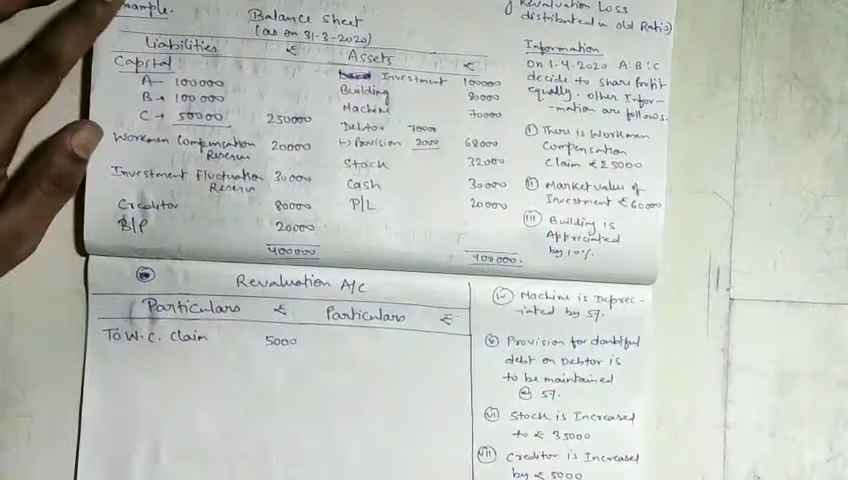 Example.
Balance Sheet
(as on 31-3-2020)
Liabilities ₹ Assets ₹
Capital
A— 100000
B→ 100000
C→ 50000 250000
Workmen Compensation Reserve 20000
Investment Fluctuation Reserve 30000
Creditor 80000
B/P 20000
400000
Investment 100000
Building 80000
Machine 70000
Debtor 70000
(-) Provision 2000 68000
Stock 32000
Cash 30000
P/L 20000
400000.
Revaluation Loss
distributed in old Ratio)
Information
On 1-4-2020 A:B:C
decide to share Profit
equally. Other Infor-
-mation are follows.
(i) There is Workmen
Compensation
Claim ₹ 25000
(ii) Market value of
Investment ₹ 60000
(iii) Building is
Appreciated
by 10%.
Revaluation A/C
Particulars ₹ Particulars ₹
To W.C. Claim 5000
(iv) Machine is Deprec-
-iated by 5%.
(v) Provision for doubtful
debt on Debtor is
to be maintained
@ 5%.
(vi) Stock is Increased
to ₹ 35000
(vii) Creditor is Increased
by ₹ 5000